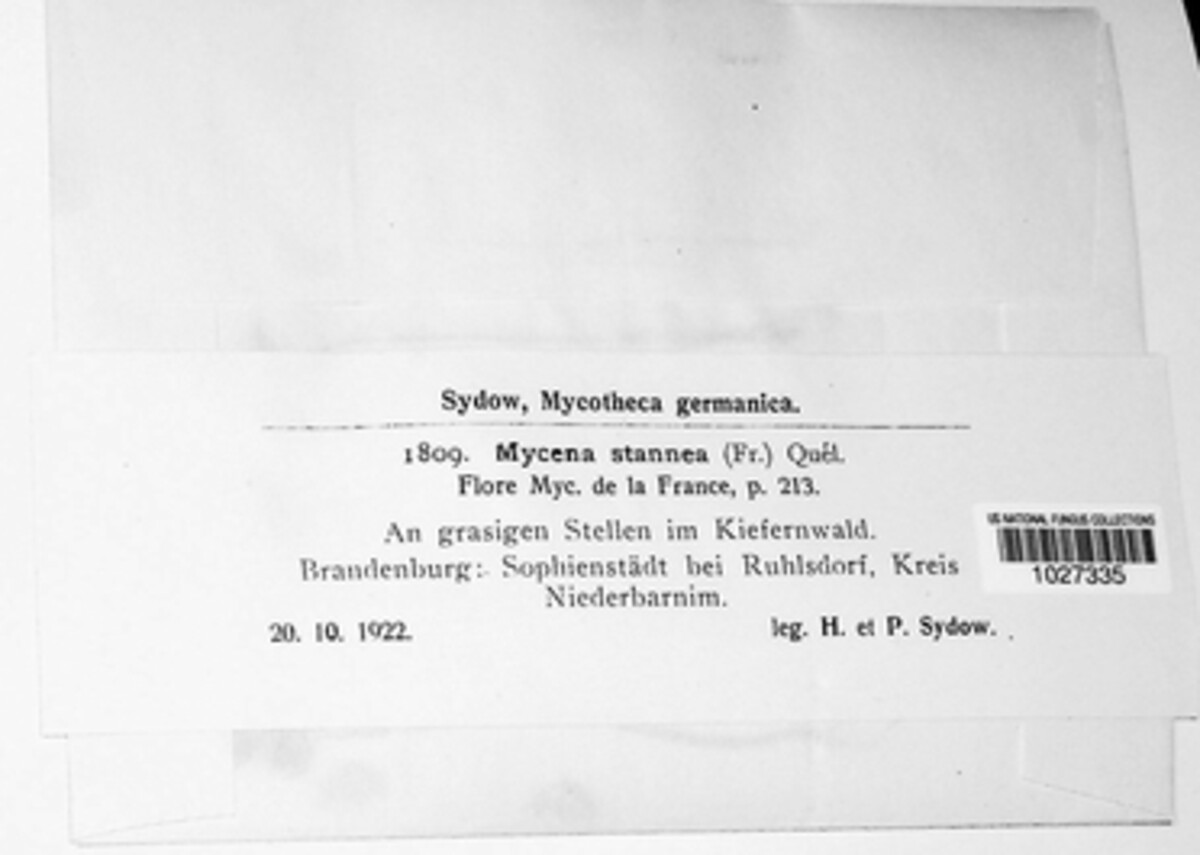 Sydow, Mycotheca germanica.
1809. Mycena stannea (Fr.) Quél.
Flore Myc. de la France, p. 213.
An grasigen Stellen im Kiefernwald.
Brandenburg: Sophienstädt bei Ruhlsdorf, Kreis
Niederbarnim.
20. 10. 1922.
leg. H. et P. Sydow.
US NATIONAL FUNGUS COLLECTIONS
1027335